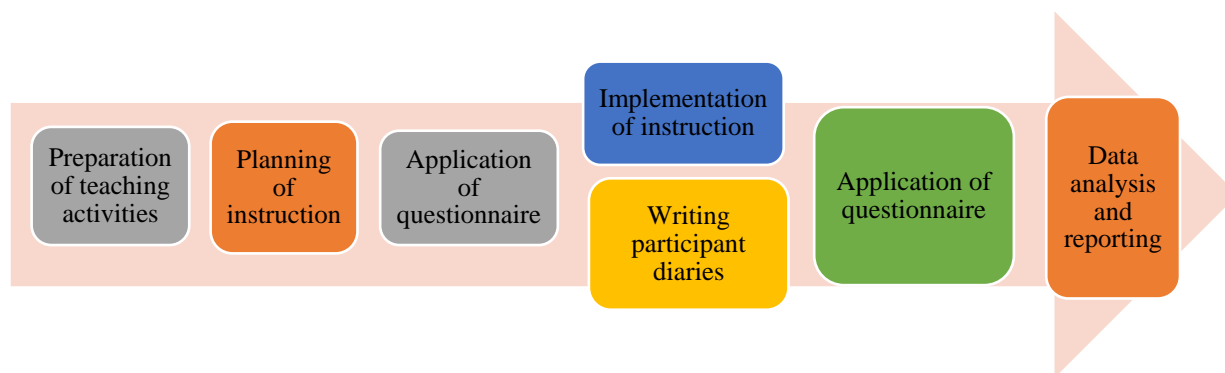 Preparation
of teaching
activities
Planning
of
instruction
Application
of
questionnaire
Implementation
of instruction
Writing
participant
diaries
Application of
questionnaire
Data
analysis
and
reporting